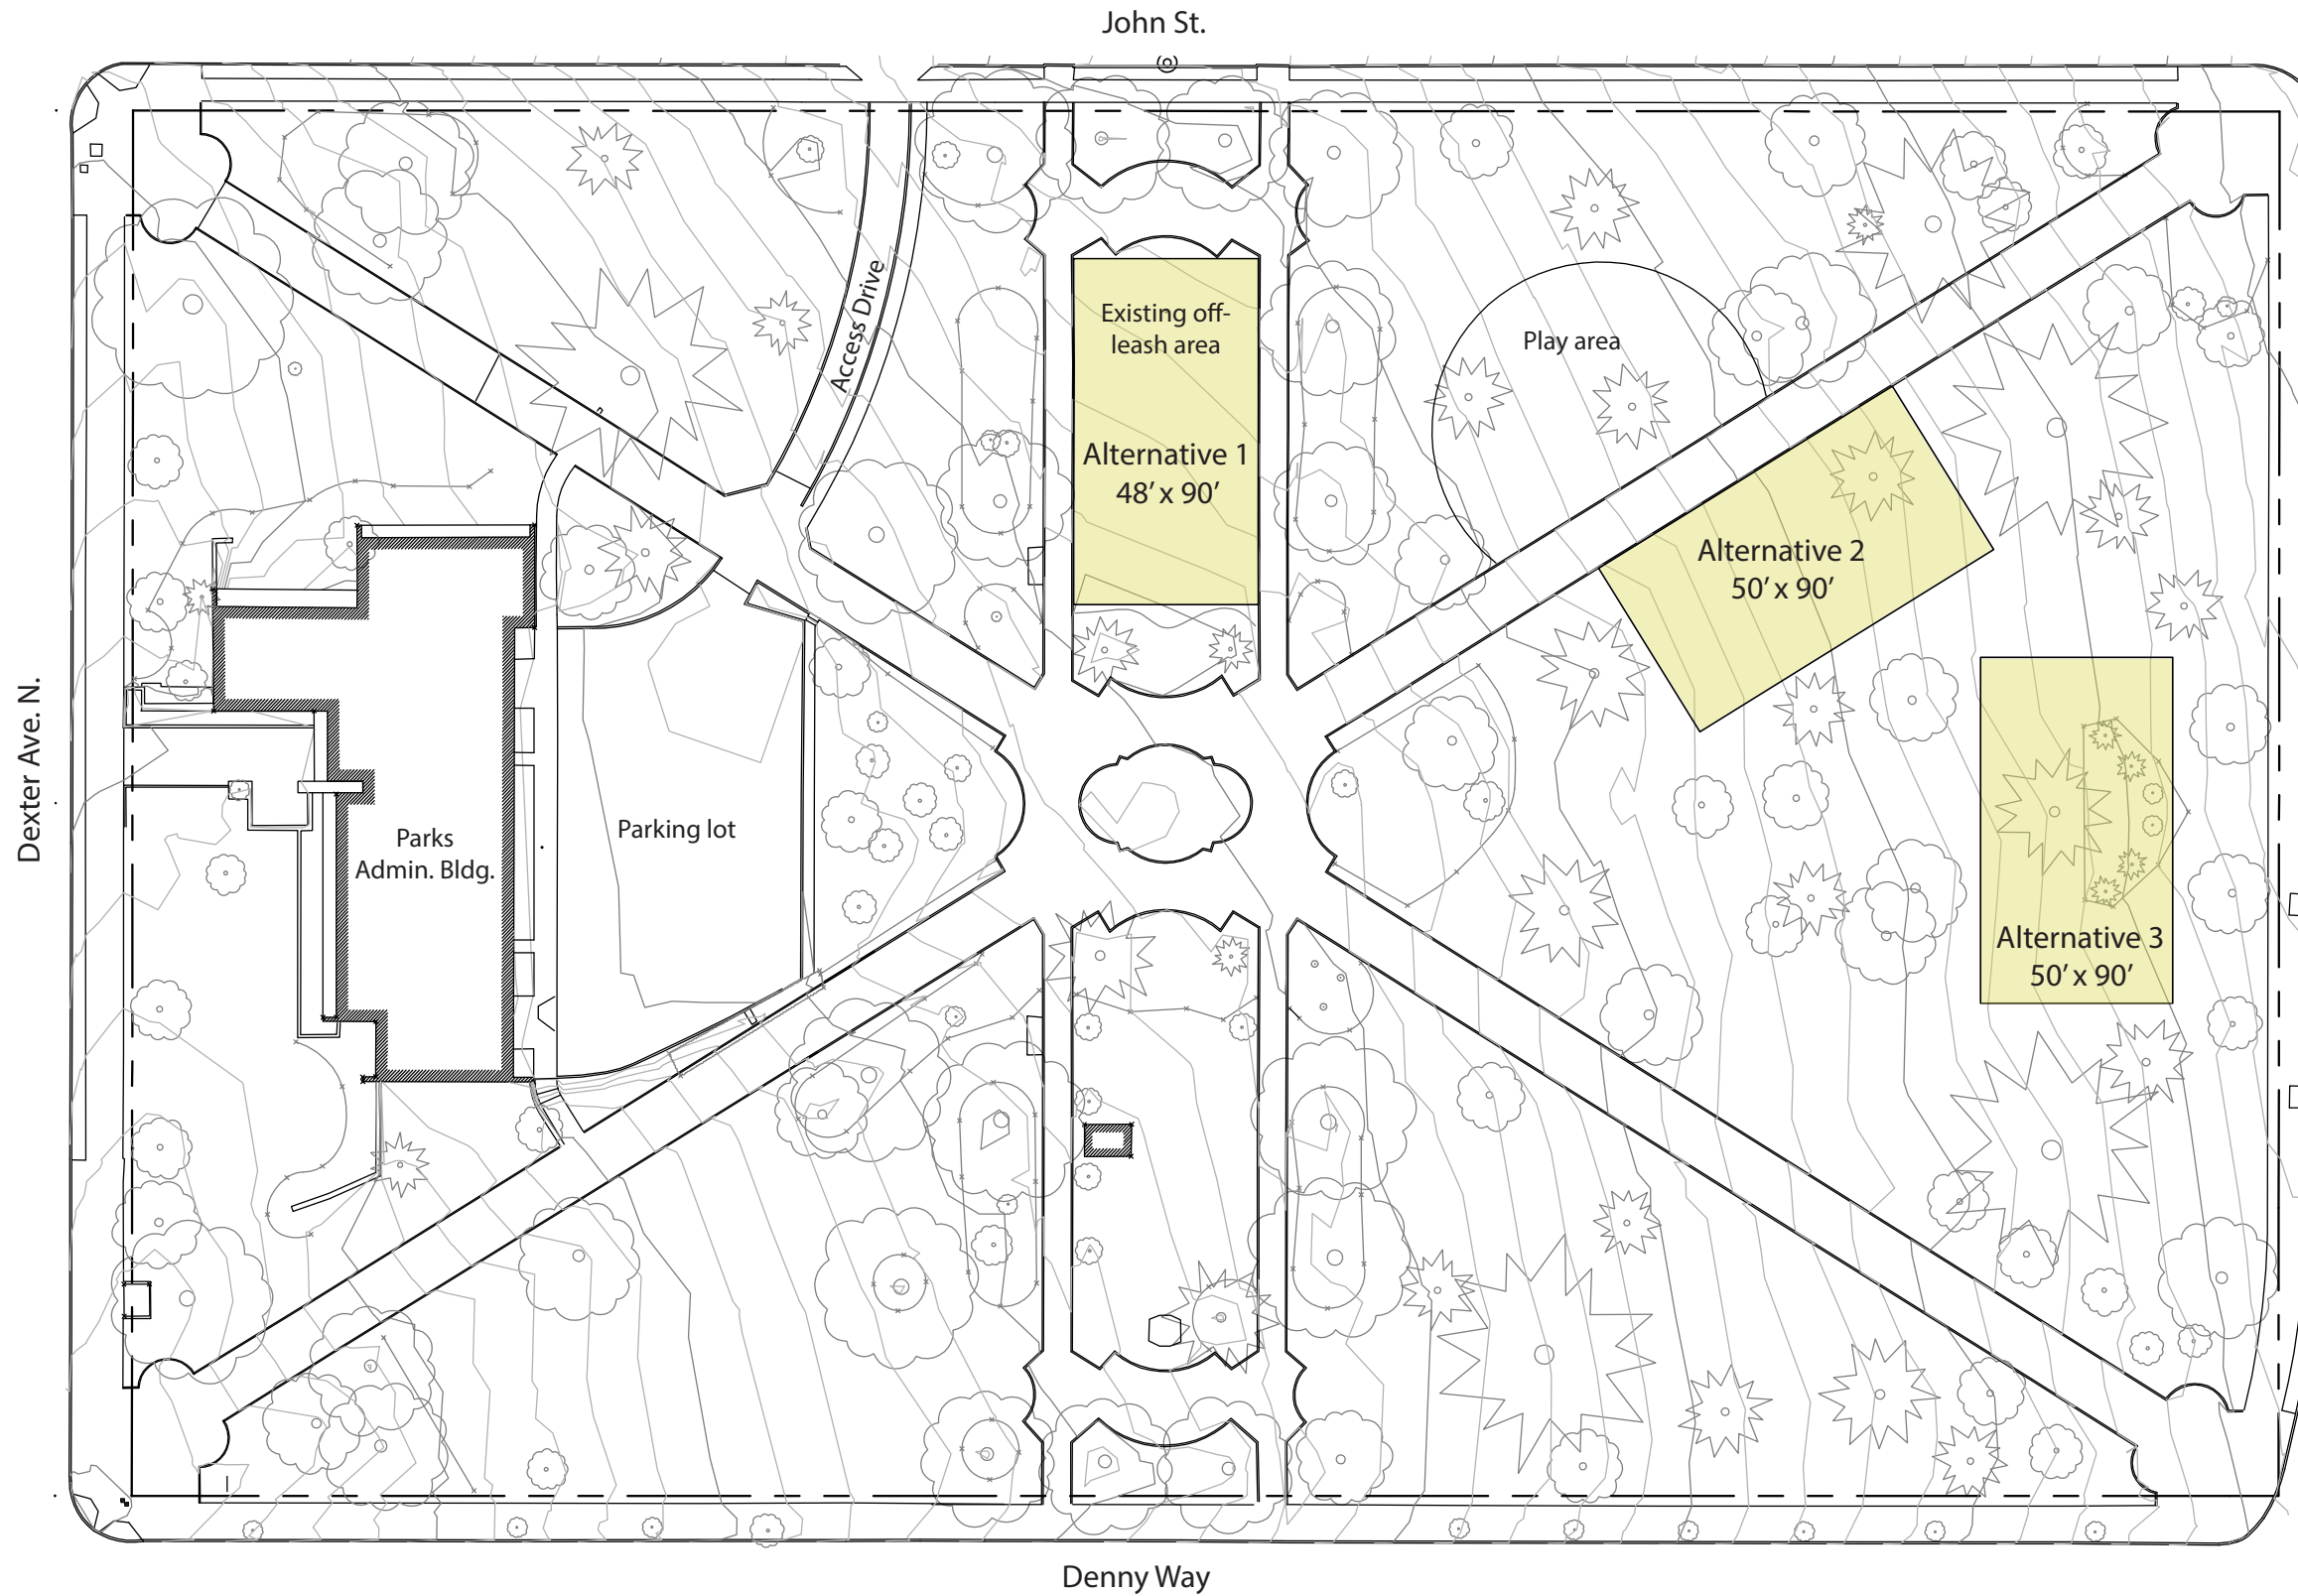 John St.
Access Drive
Existing off-
leash area
Alternative 1
48’ x 90’
Play area
Alternative 2
50’ x 90’
Dexter Ave. N.
Parks
Admin. Bldg.
Parking lot
Alternative 3
50’ x 90’
Denny Way